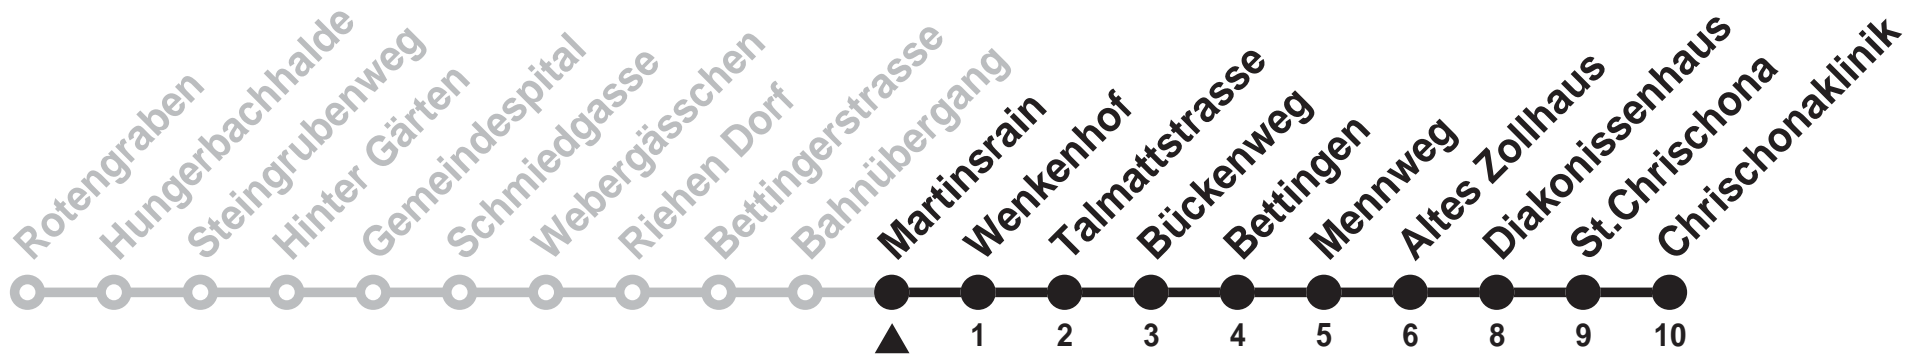 Rotengraben
Hungerbachhalde
Steingrubenweg
Hinter Gärten
Gemeindespital
Schmiedgasse
Webergässchen
Riehen Dorf
Bettingerstrasse
Bahnübergang
Martinsrain
Wenkenhof
Talmattstrasse
Bückenweg
Bettingen
Mennweg
Altes Zollhaus
Diakonissenhaus
St.Chrischona
Chrischonaklinik
1 2 3 4 5 6 8 9 10